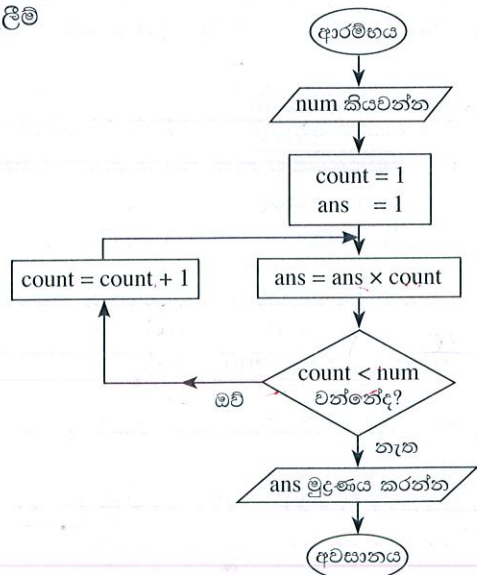 ආරම්භය
num කියවන්න
count = 1
ans = 1
count = count + 1
ans = ans × count
count < num
වන්නේද?
ඔව්
නැත
ans මුද්‍රණය කරන්න
අවසානය